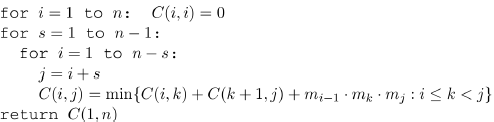 for i = 1 to n: C(i, i) = 0
for s = 1 to n − 1:
for i = 1 to n − s:
j = i + s
C(i, j) = min{C(i, k) + C(k + 1, j) + m_{i−1} · m_k · m_j : i ≤ k < j}
return C(1, n)